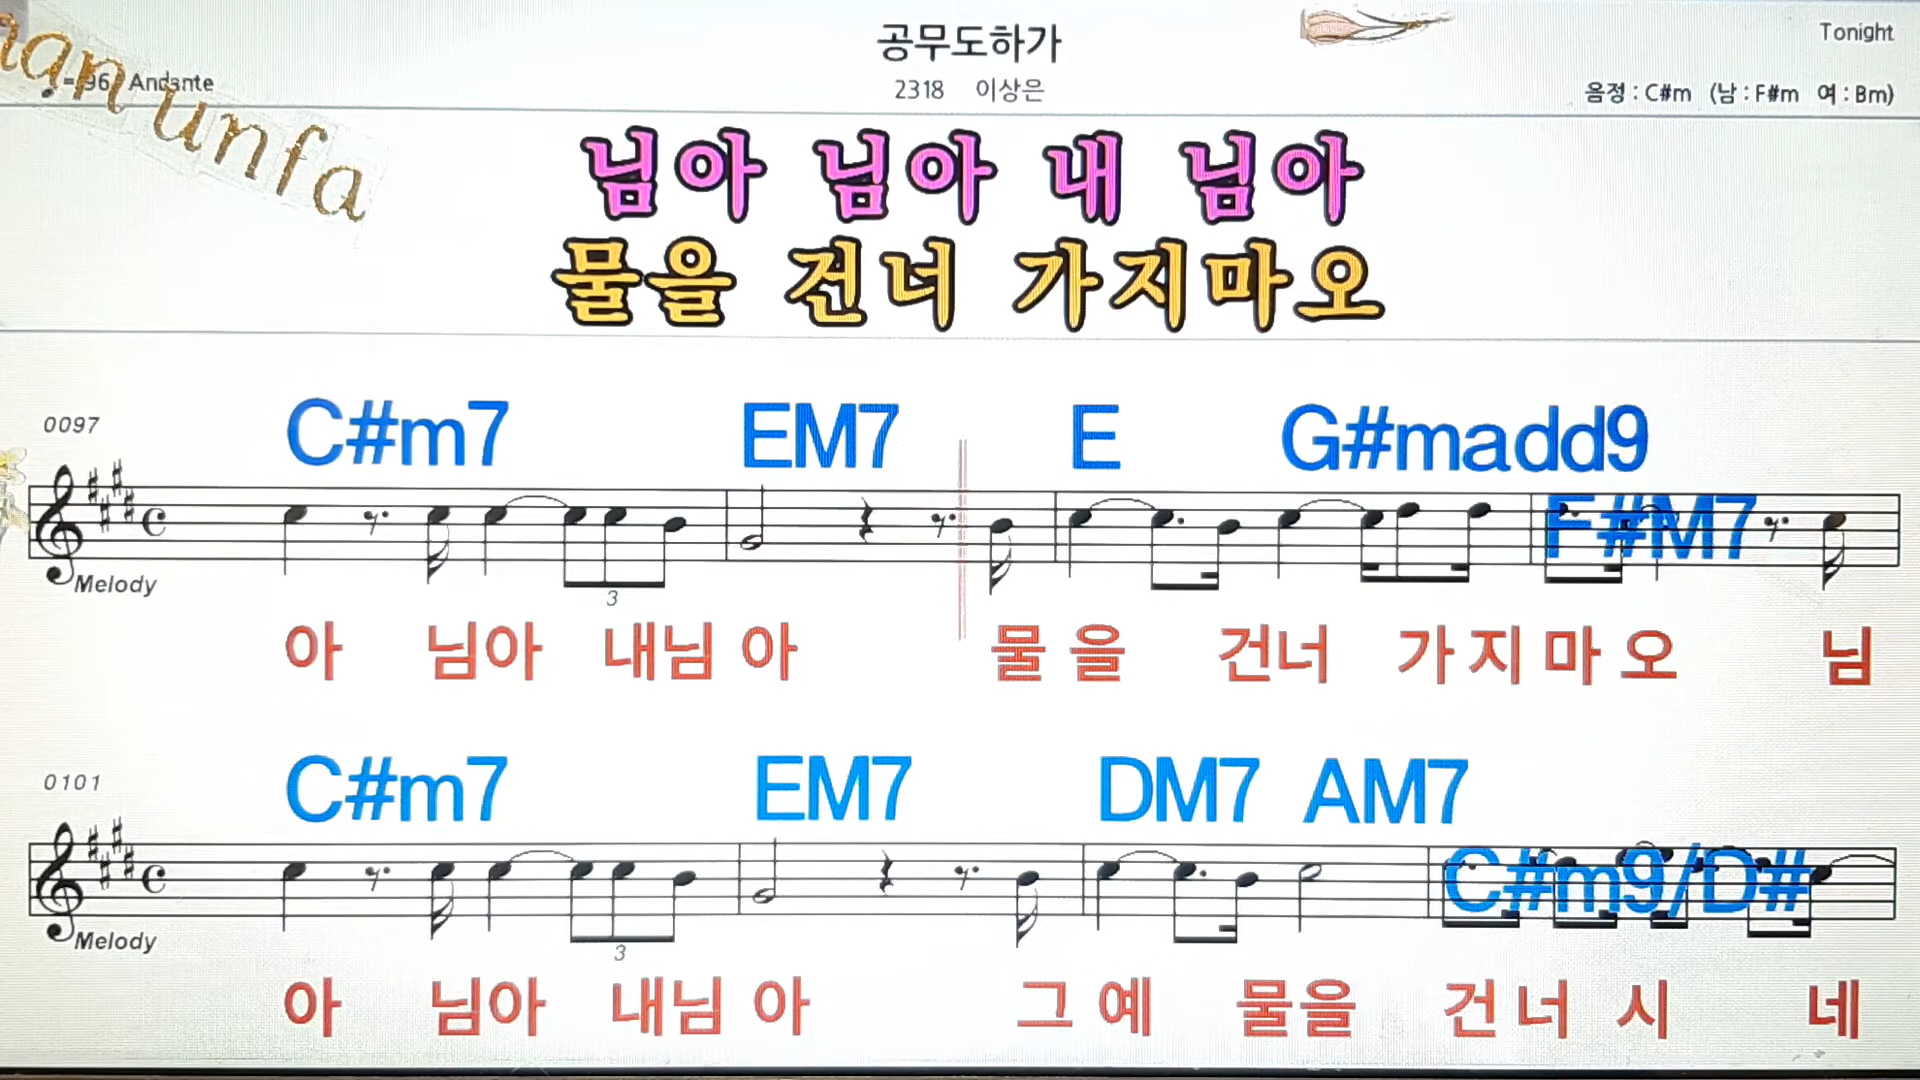 공무도하가
Tonight
= 96 Andante
2318 이상은
음정 : C#m (남 : F#m 여 : Bm)
unfa
님아 님아 내 님아
물을 건너 가지마오
0097
C#m7 EM7 E G#madd9
F#M7
Melody
3
아 님아 내님 아 물 을 건너 가 지 마 오 님
0101
C#m7 EM7 DM7 AM7
C#m9/D#
Melody
3
아 님아 내님 아 그 예 물을 건 너 시 네